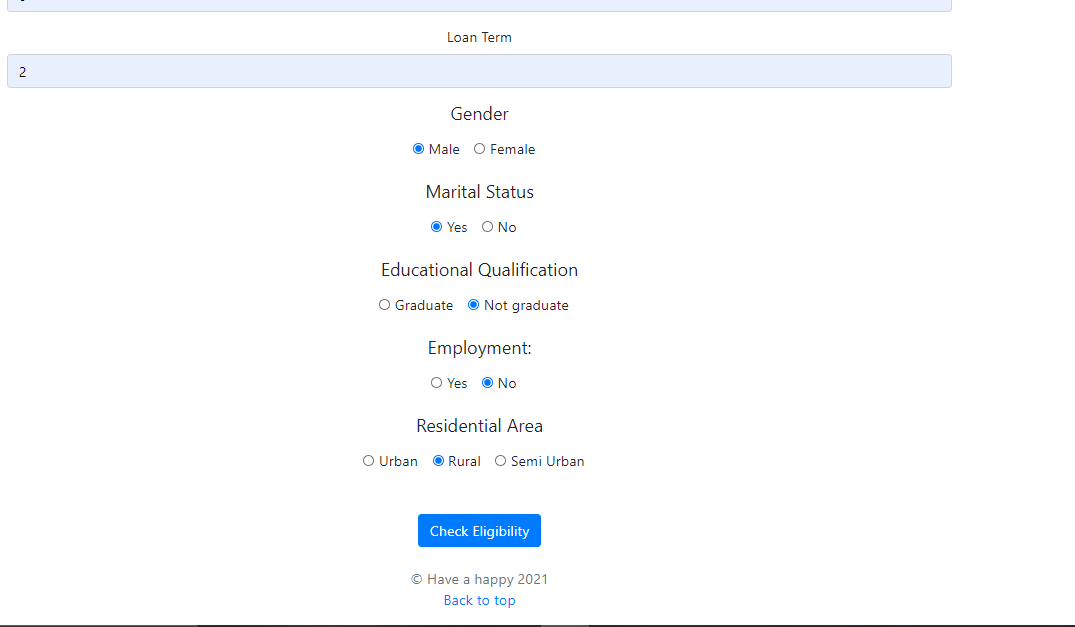 Loan Term
2
Gender
Male Female
Marital Status
Yes No
Educational Qualification
Graduate Not graduate
Employment:
Yes No
Residential Area
Urban Rural Semi Urban
Check Eligibility
© Have a happy 2021
Back to top